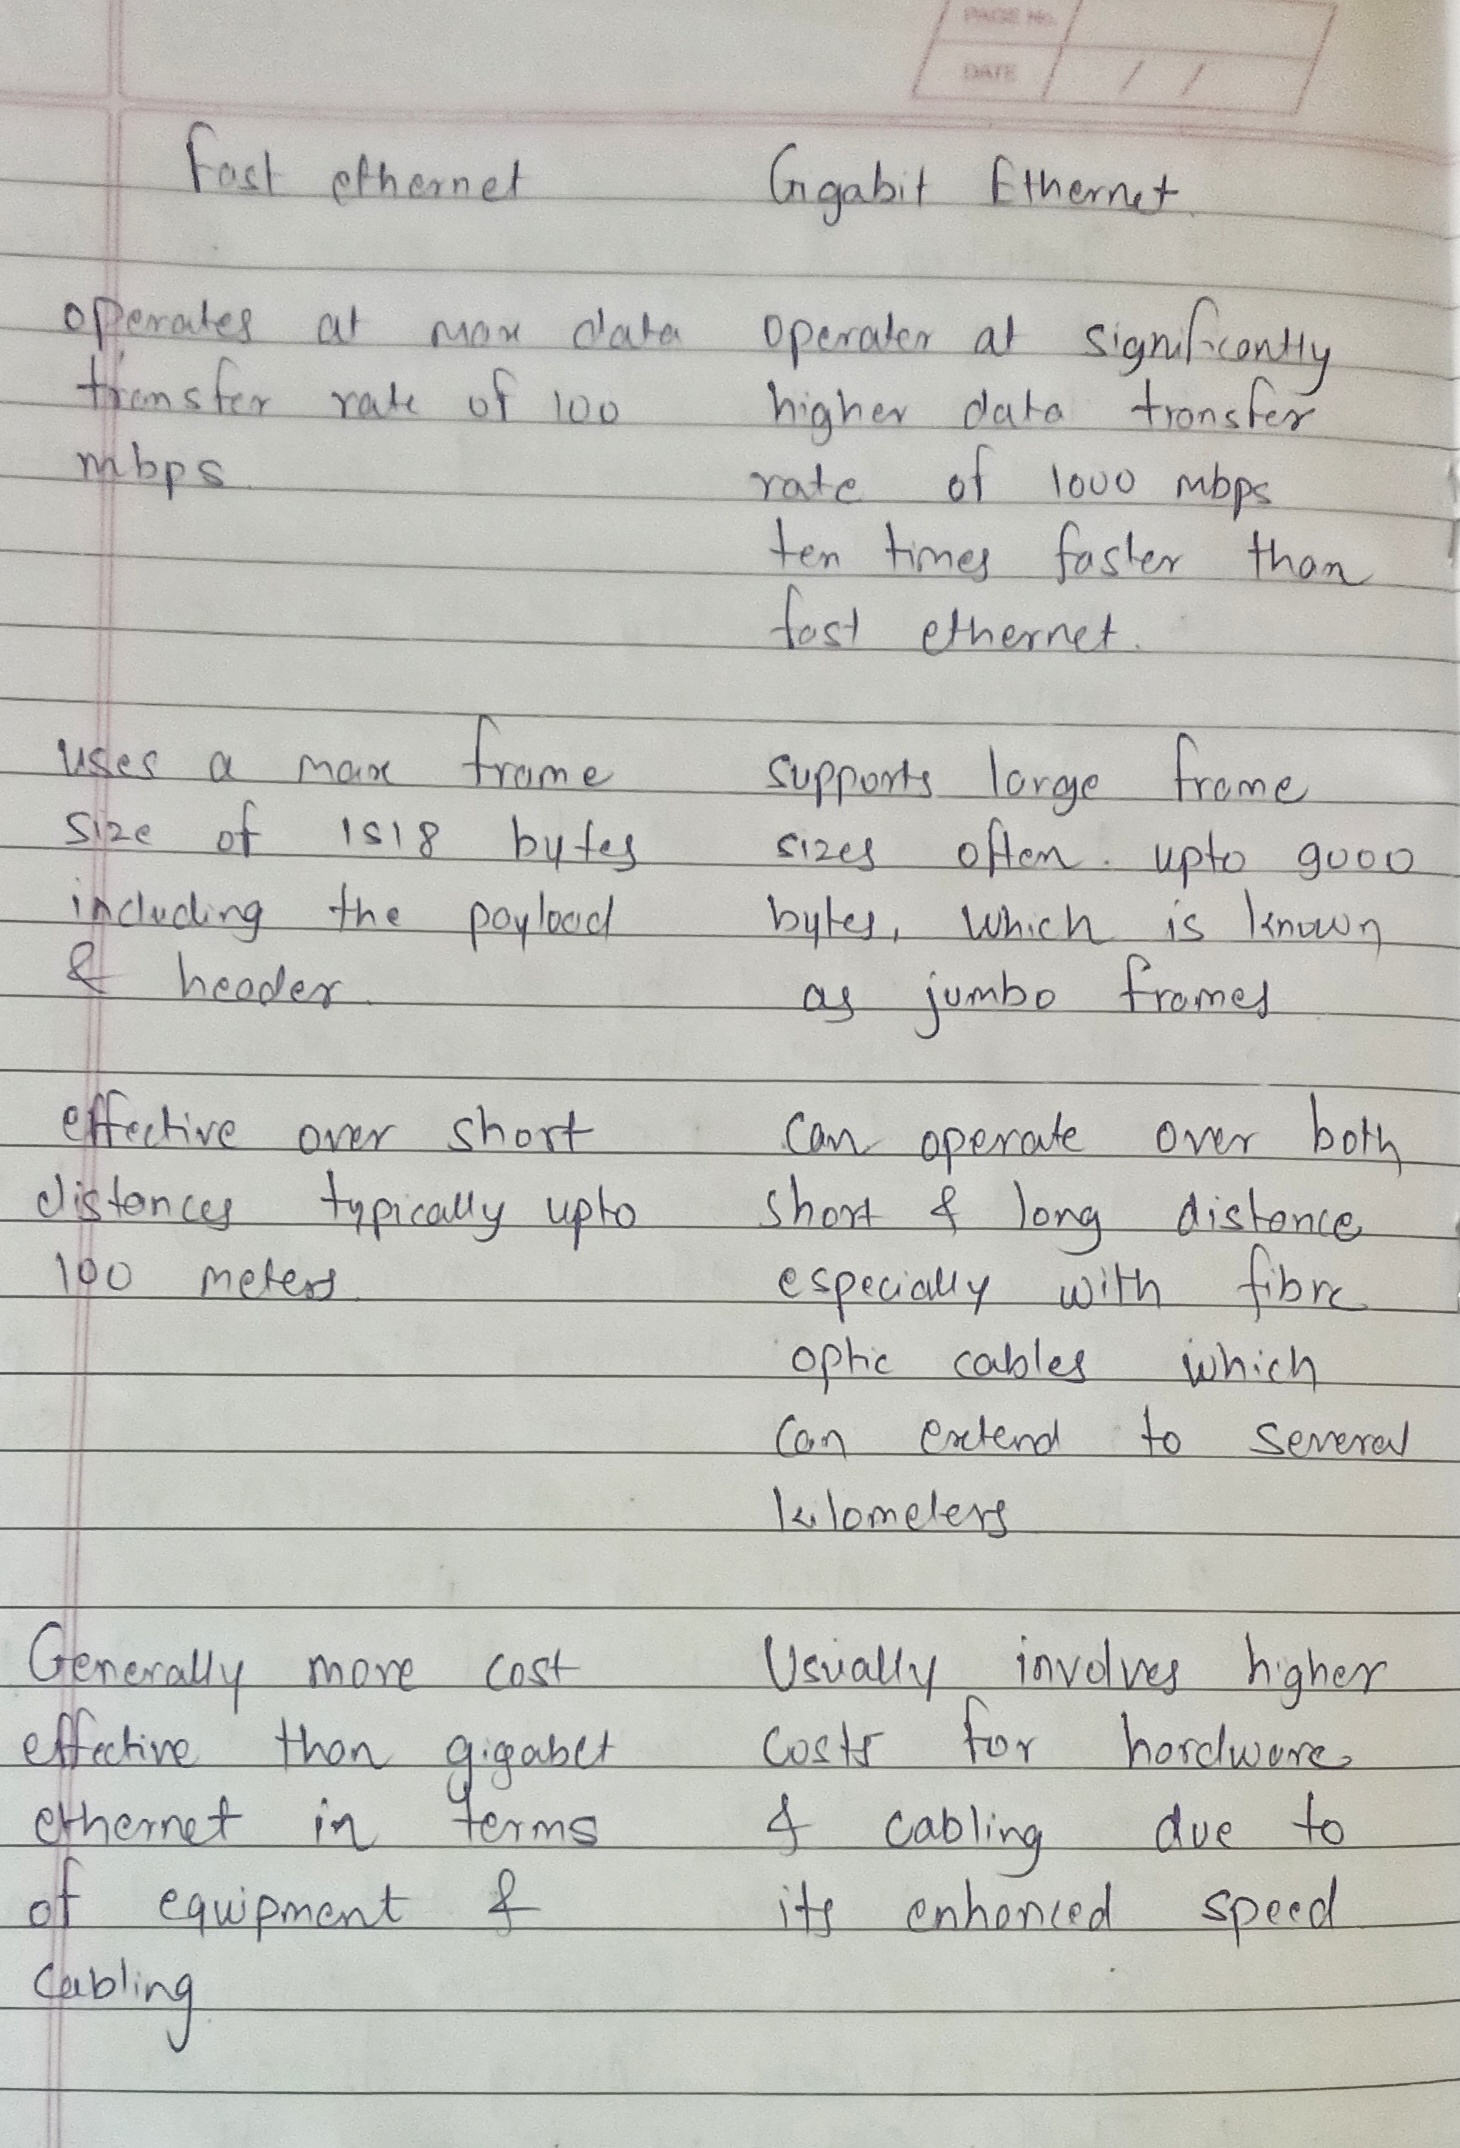 PAGE No.
DATE / /
Fast ethernet
Gigabit Ethernet.
operates at max data
transfer rate of 100
mbps.
operates at significantly
higher data transfer
rate of 1000 mbps
ten times faster than
fast ethernet.
uses a max frame
size of 1518 bytes
including the payload
& header.
supports large frame
sizes often. upto 9000
bytes, which is known
as jumbo frames
effective over short
distances typically upto
100 meters.
can operate over both
short & long distance
especially with fibre
optic cables which
can extend to several
kilometers
Generally more cost
effective than gigabet
ethernet in terms
of equipment &
cabling
Usually involves higher
costs for hardware
& cabling due to
its enhanced speed